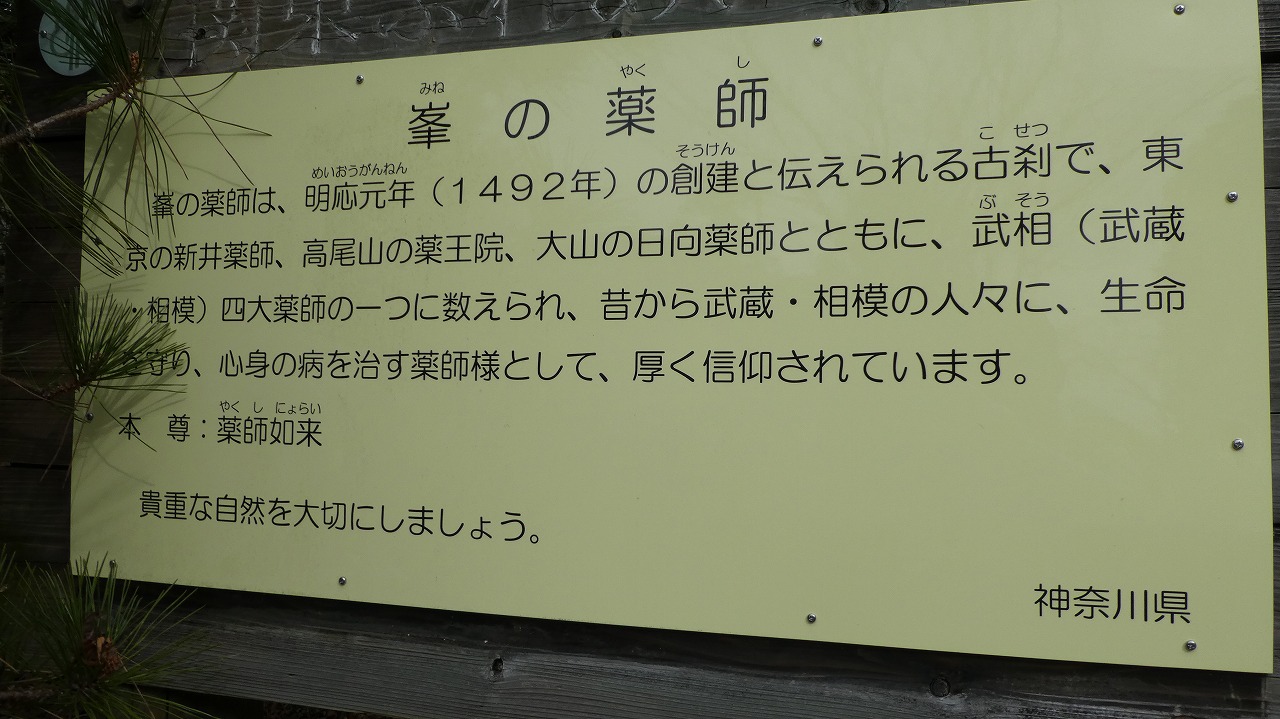 みね やく し
峯の薬師
めいおうがんねん そうけん こ せつ
峯の薬師は、明応元年（1492年）の創建と伝えられる古刹で、東
ぶ そう
京の新井薬師、高尾山の薬王院、大山の日向薬師とともに、武相（武蔵
・相模）四大薬師の一つに数えられ、昔から武蔵・相模の人々に、生命
を守り、心身の病を治す薬師様として、厚く信仰されています。
やく し にょらい
本 尊：薬師如来
貴重な自然を大切にしましょう。
神奈川県